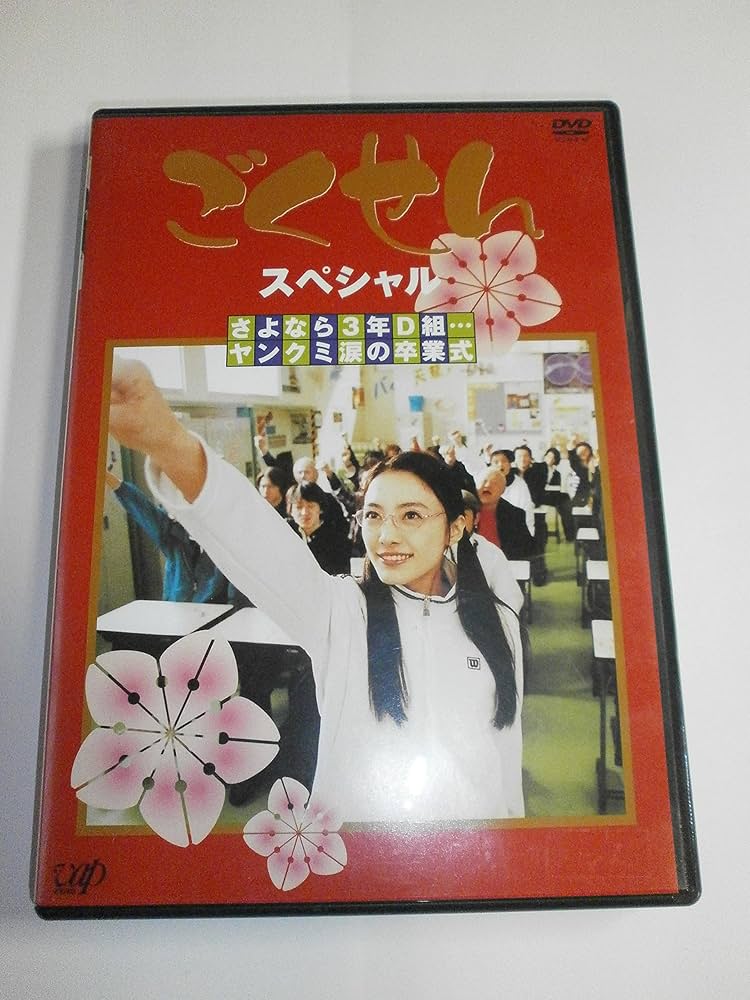 DVD
ごくせん
スペシャル
さよなら3年D組…
ヤンクミ涙の卒業式
W
vap